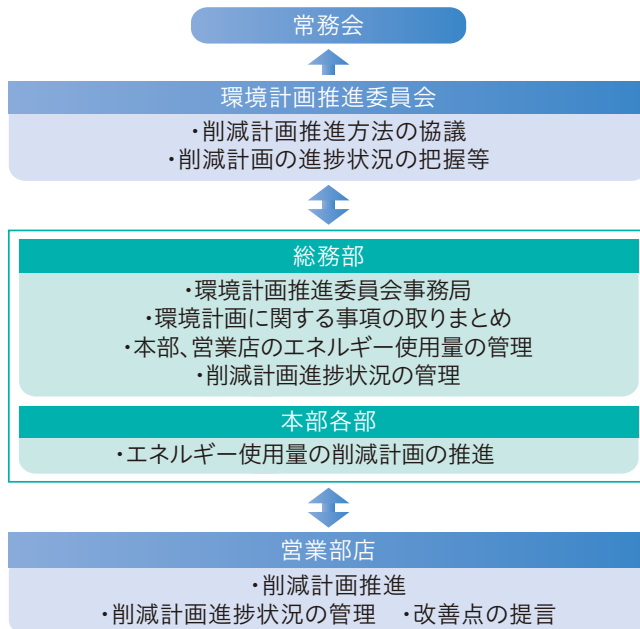 常務会
環境計画推進委員会
・削減計画推進方法の協議
・削減計画の進捗状況の把握等
総務部
・環境計画推進委員会事務局
・環境計画に関する事項の取りまとめ
・本部、営業店のエネルギー使用量の管理
・削減計画進捗状況の管理
本部各部
・エネルギー使用量の削減計画の推進
営業部店
・削減計画推進
・削減計画進捗状況の管理　・改善点の提言